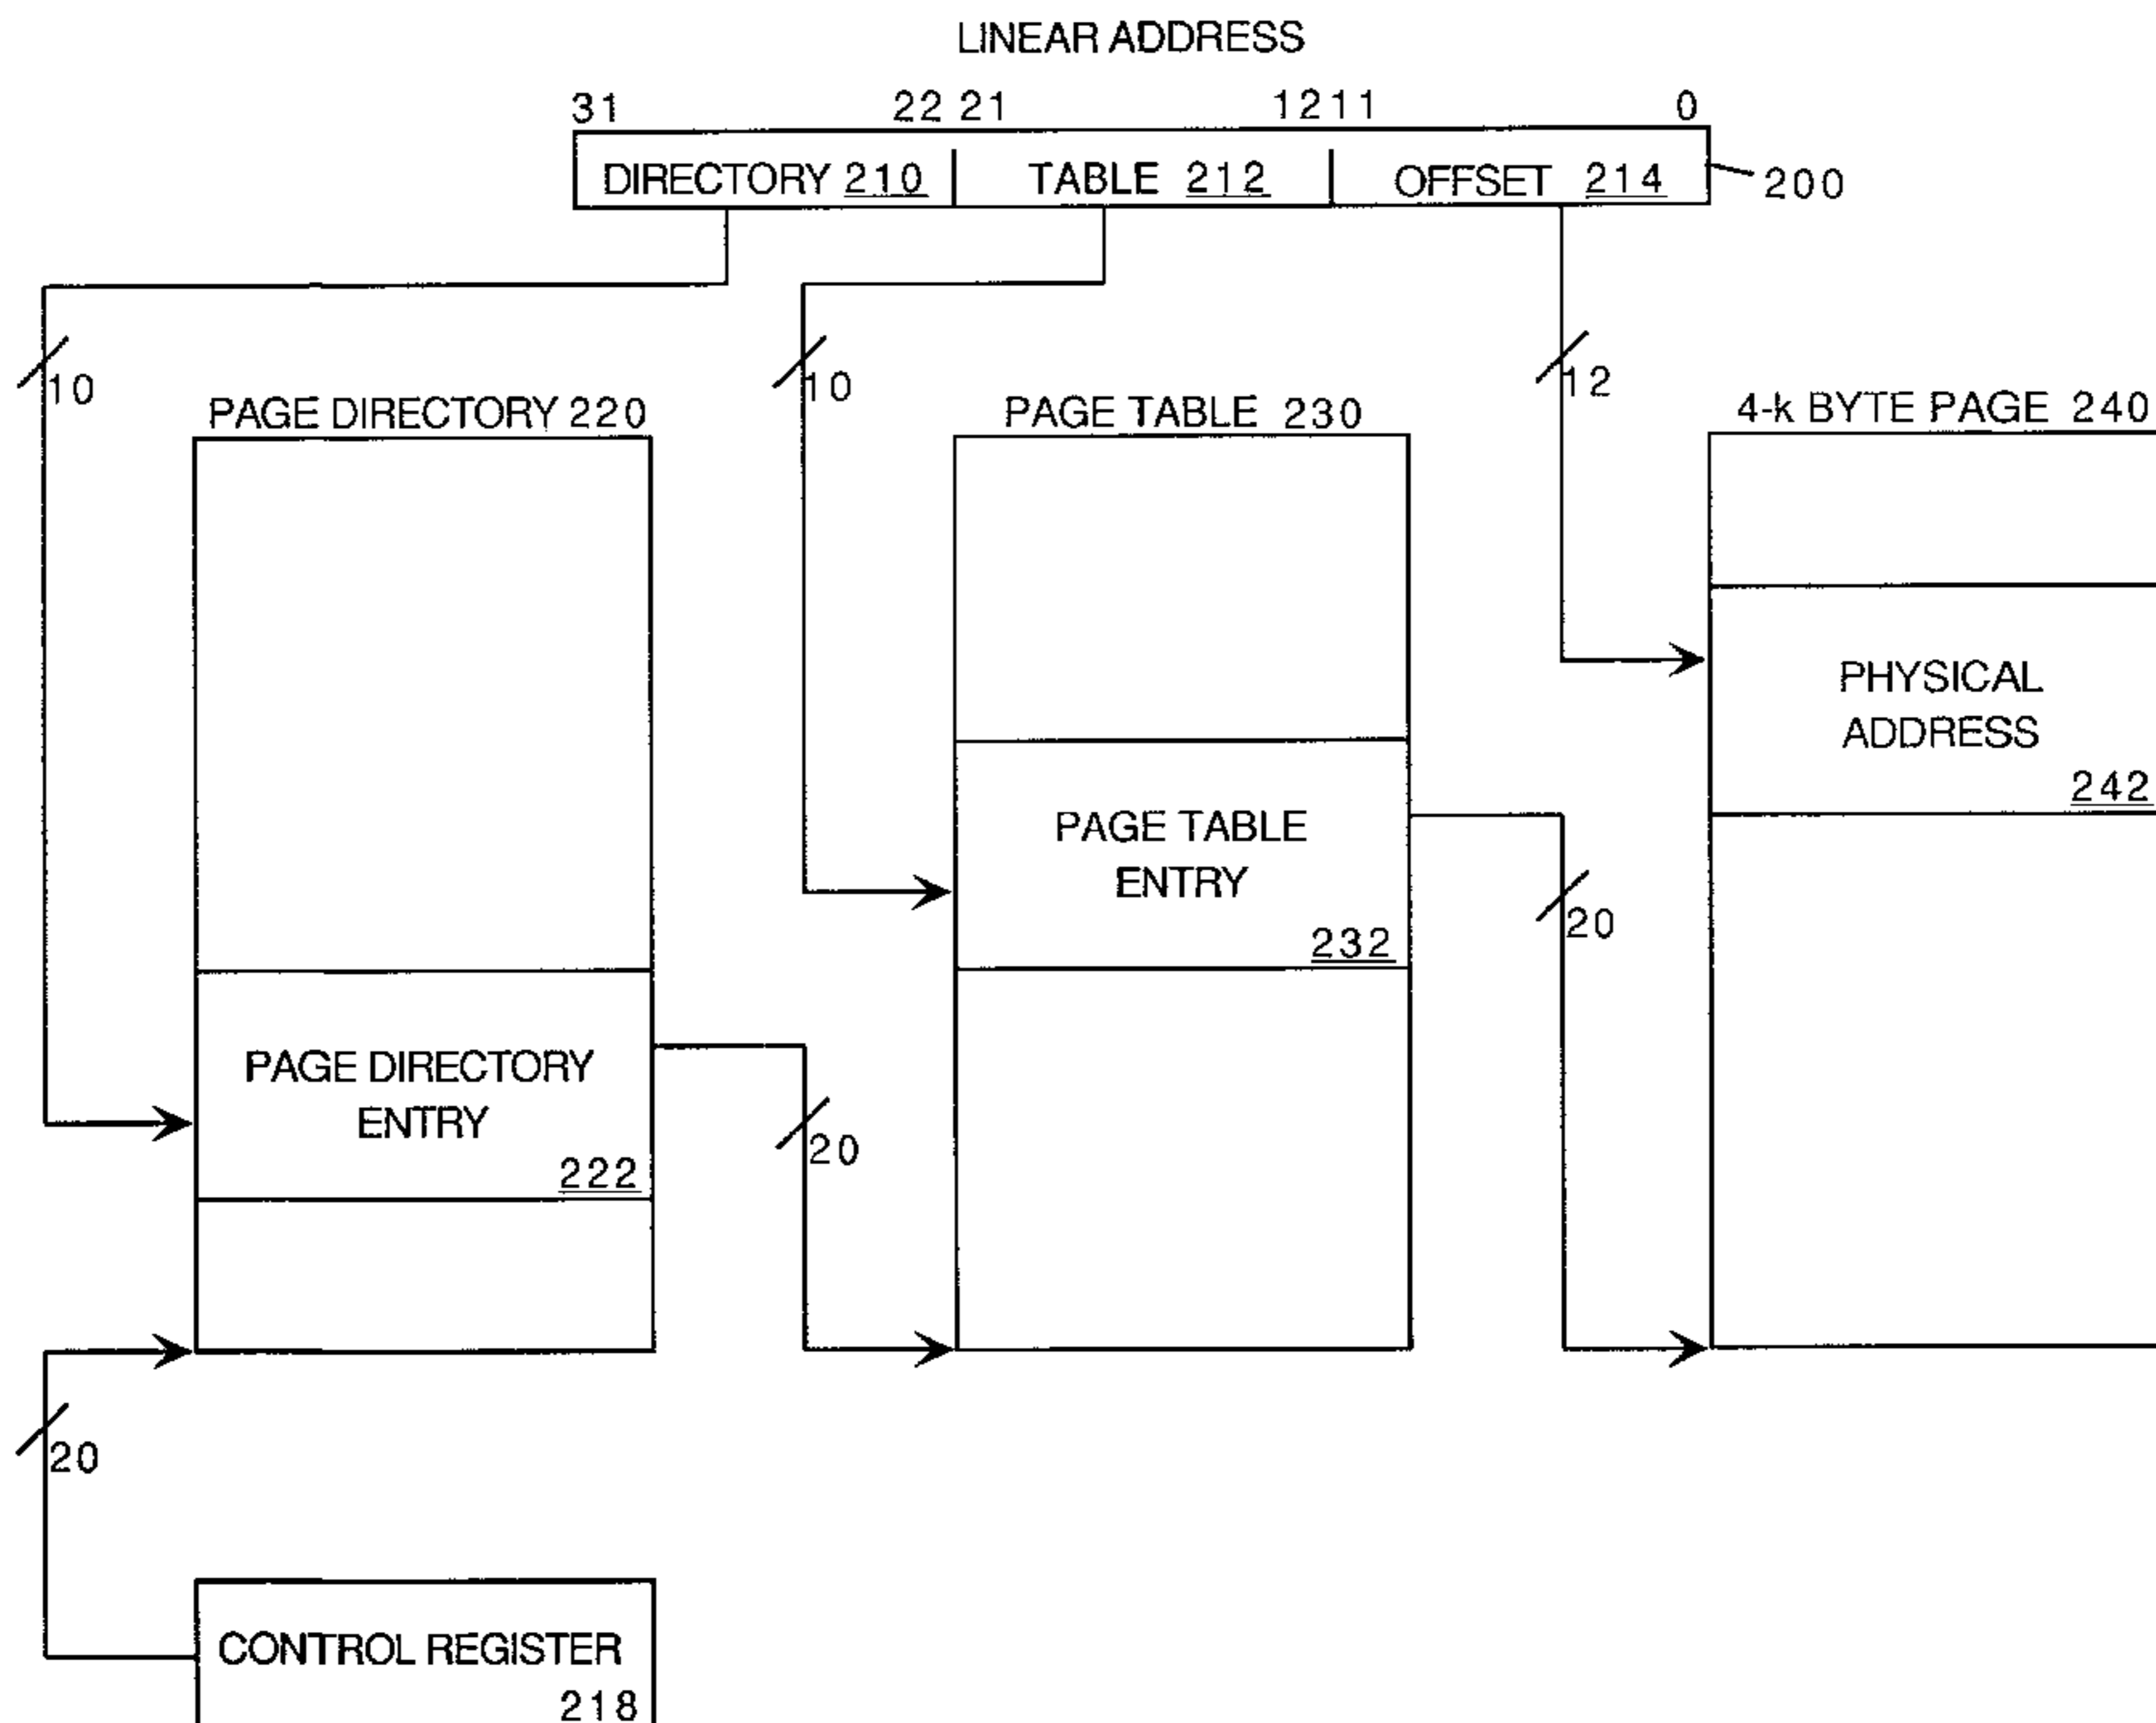 LINEAR ADDRESS
31 22 21 12 11 0
DIRECTORY 210 TABLE 212 OFFSET 214 200
10 10 12
PAGE DIRECTORY 220 PAGE TABLE 230 4-k BYTE PAGE 240
PHYSICAL
ADDRESS
242
PAGE TABLE
ENTRY
232
20
PAGE DIRECTORY
ENTRY
222
20
20
CONTROL REGISTER
218